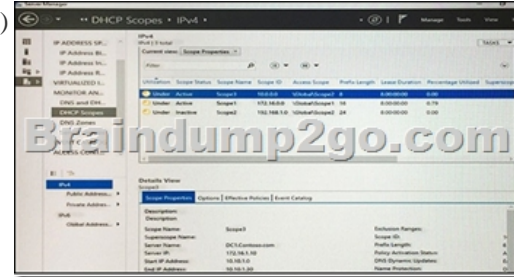 Server Manager
DHCP Scopes • IPv4
Manage Tools View
IPv4
IPv4 | 3 total
TASKS
Current view: Scope Properties
Filter
Utilization Scope Status Scope Name Scope ID Access Scope Prefix Length Lease Duration Percentage Utilized
Under Active Scope1 10.0.0.0 \Global\Scope2 8:00:00:00 0.00
Under Active Scope1 172.16.0.0 \Global\Scope1 16 8:00:00:00 0.79
Under Inactive Scope2 192.168.1.0 \Global\Scope2 24 8:00:00:00 0.00
IP ADDRESS SP...
IP Address Bl...
IP Address In...
IP Address R...
VIRTUALIZED I...
MONITOR AN...
DNS and DH...
DHCP Scopes
DNS Zones
ACCESS CONT...
Braindump2go.com
IPv4
Public Address...
Private Addres...
IPv6
Global Address...
Details View
Scope3
Scope Properties Options Effective Policies Event Catalog
Description:
Description:
Scope Name: Scope3
Superscope Name:
Server Name: DC1.Contoso.com
Server IP: 172.16.1.10
Start IP Address: 10.10.1.0
End IP Address: 10.10.1.50
Exclusion Ranges:
Scope ID:
Prefix Length:
Policy Activation Status:
DNS Dynamic Updates:
Name Protection: